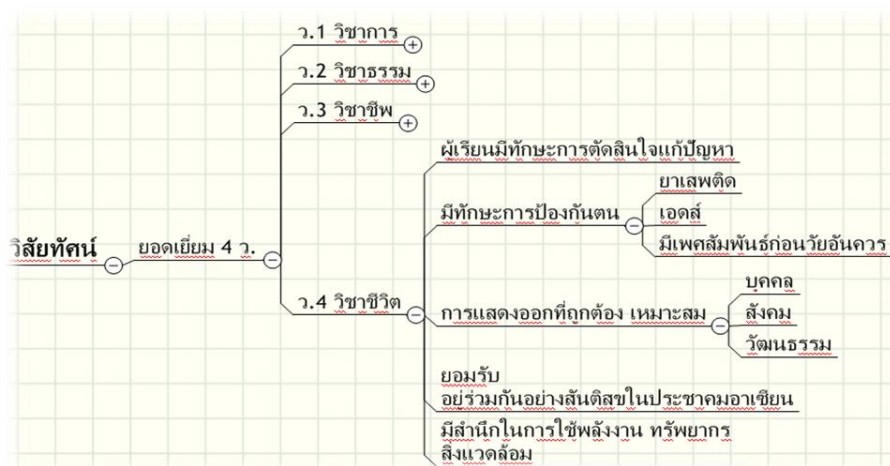 วิสัยทัศน์
ยอดเยี่ยม 4 ว.
ว.1 วิชาการ
ว.2 วิชาธรรม
ว.3 วิชาชีพ
ว.4 วิชาชีวิต
ผู้เรียนมีทักษะการตัดสินใจแก้ปัญหา
มีทักษะการป้องกันตน
ยาเสพติด
เอดส์
มีเพศสัมพันธ์ก่อนวัยอันควร
การแสดงออกที่ถูกต้อง เหมาะสม
บุคคล
สังคม
วัฒนธรรม
ยอมรับ
อยู่ร่วมกันอย่างสันติสุขในประชาคมอาเซียน
มีสำนึกในการใช้พลังงาน ทรัพยากร
สิ่งแวดล้อม